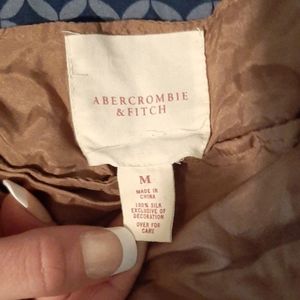 ABERCROMBIE
& FITCH
M
MADE IN
CHINA
100% SILK
EXCLUSIVE OF
DECORATION
OVER FOR
CARE